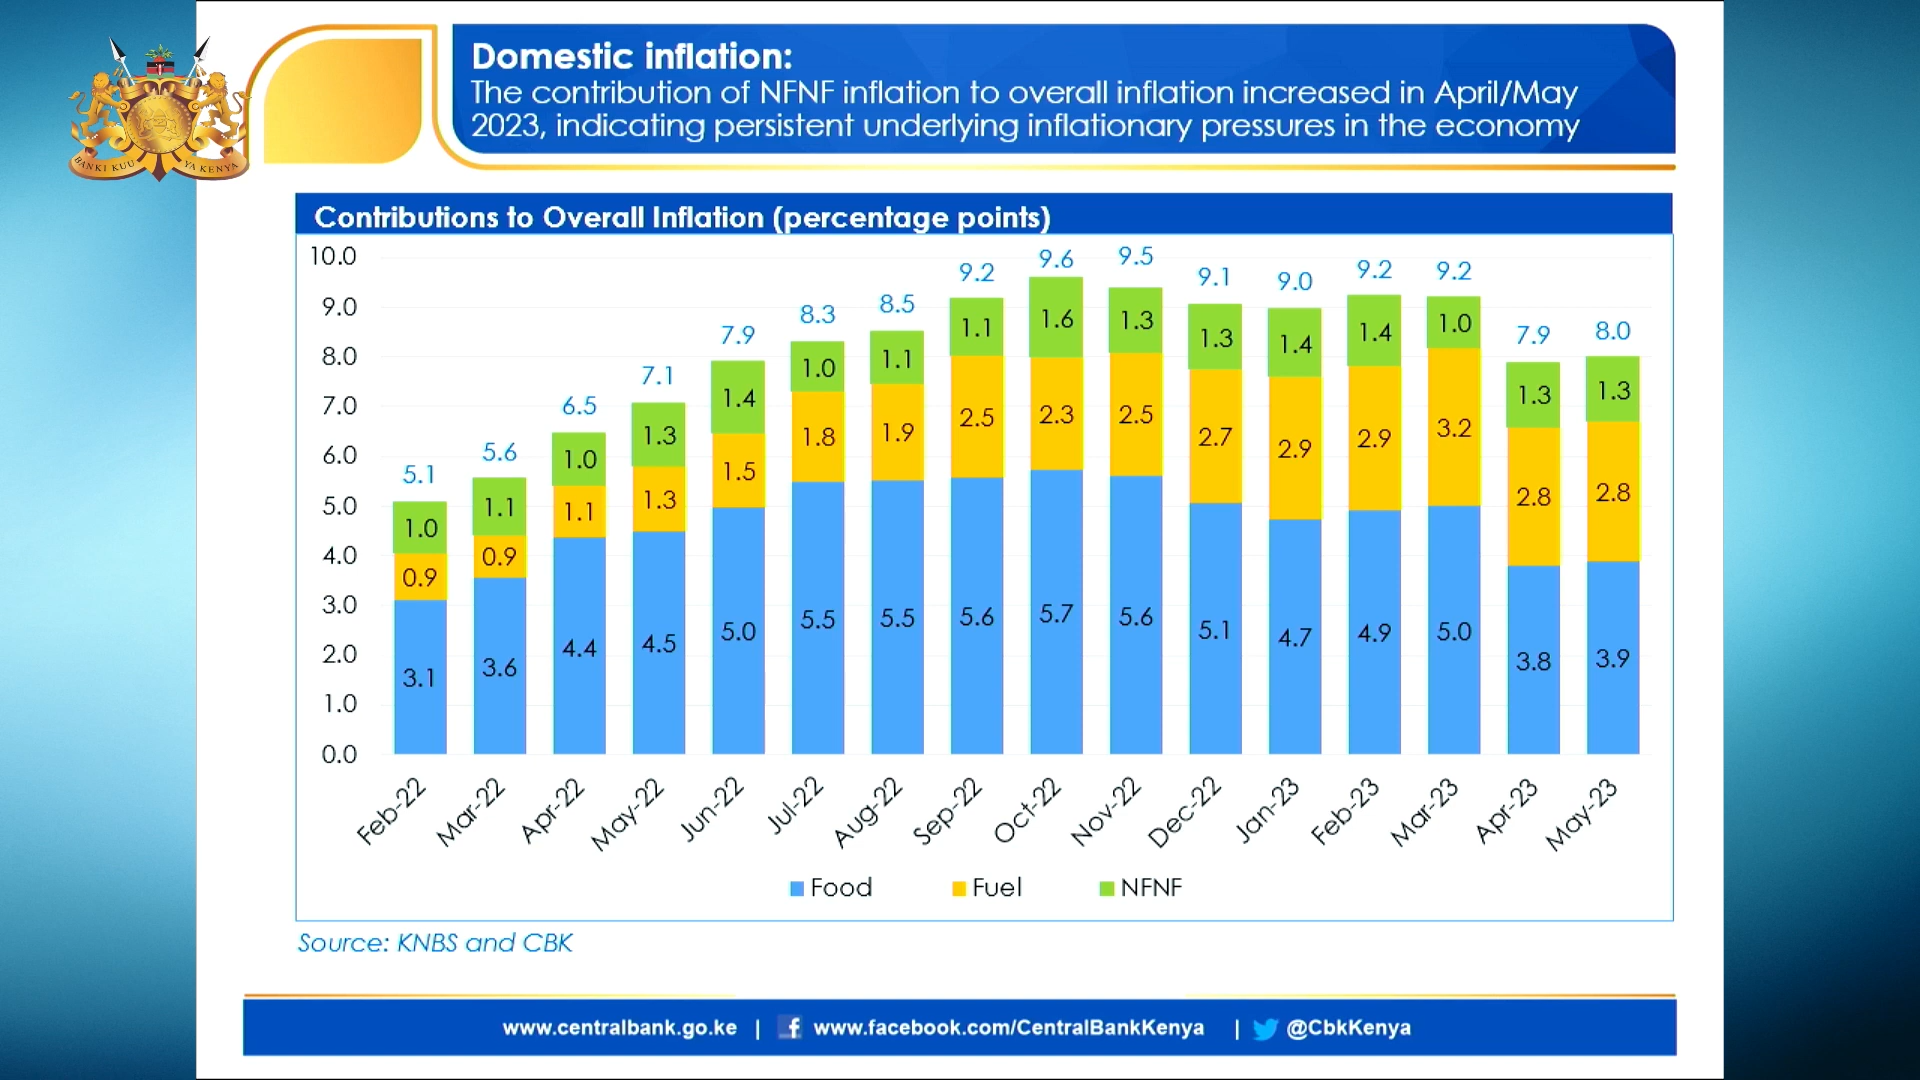 BANKI KUU YA KENYA
Domestic inflation:
The contribution of NFNF inflation to overall inflation increased in April/May
2023, indicating persistent underlying inflationary pressures in the economy
Contributions to Overall Inflation (percentage points)
10.0
9.0
8.0
7.0
6.0
5.0
4.0
3.0
2.0
1.0
0.0
5.1 5.6 6.5 7.1 7.9 8.3 8.5 9.2 9.6 9.5 9.1 9.0 9.2 9.2 7.9 8.0
1.0 1.1 1.0 1.3 1.4 1.0 1.1 1.1 1.6 1.3 1.3 1.4 1.4 1.0 1.3 1.3
0.9 0.9 1.1 1.3 1.5 1.8 1.9 2.5 2.3 2.5 2.7 2.9 2.9 3.2 2.8 2.8
3.1 3.6 4.4 4.5 5.0 5.5 5.5 5.6 5.7 5.6 5.1 4.7 4.9 5.0 3.8 3.9
Feb-22 Mar-22 Apr-22 May-22 Jun-22 Jul-22 Aug-22 Sep-22 Oct-22 Nov-22 Dec-22 Jan-23 Feb-23 Mar-23 Apr-23 May-23
Food Fuel NFNF
Source: KNBS and CBK
www.centralbank.go.ke | f www.facebook.com/CentralBankKenya | @CbkKenya